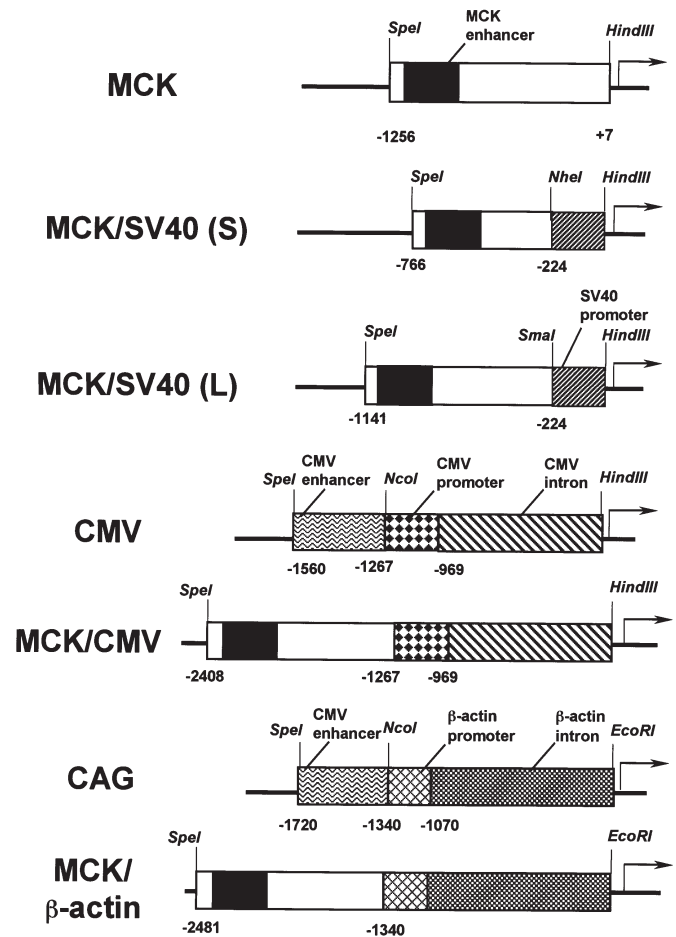 SpeI
MCK
enhancer
HindIII
MCK
-1256
+7
SpeI
NheI
HindIII
MCK/SV40 (S)
-766
-224
SV40
promoter
SpeI
SmaI
HindIII
MCK/SV40 (L)
-1141
-224
SpeI
CMV
enhancer
NcoI
CMV
promoter
CMV
intron
HindIII
CMV
-1560
-1267
-969
SpeI
HindIII
MCK/CMV
-2408
-1267
-969
SpeI
CMV
enhancer
NcoI
β-actin
promoter
β-actin
intron
EcoRI
CAG
-1720
-1340
-1070
SpeI
EcoRI
MCK/
β-actin
-2481
-1340